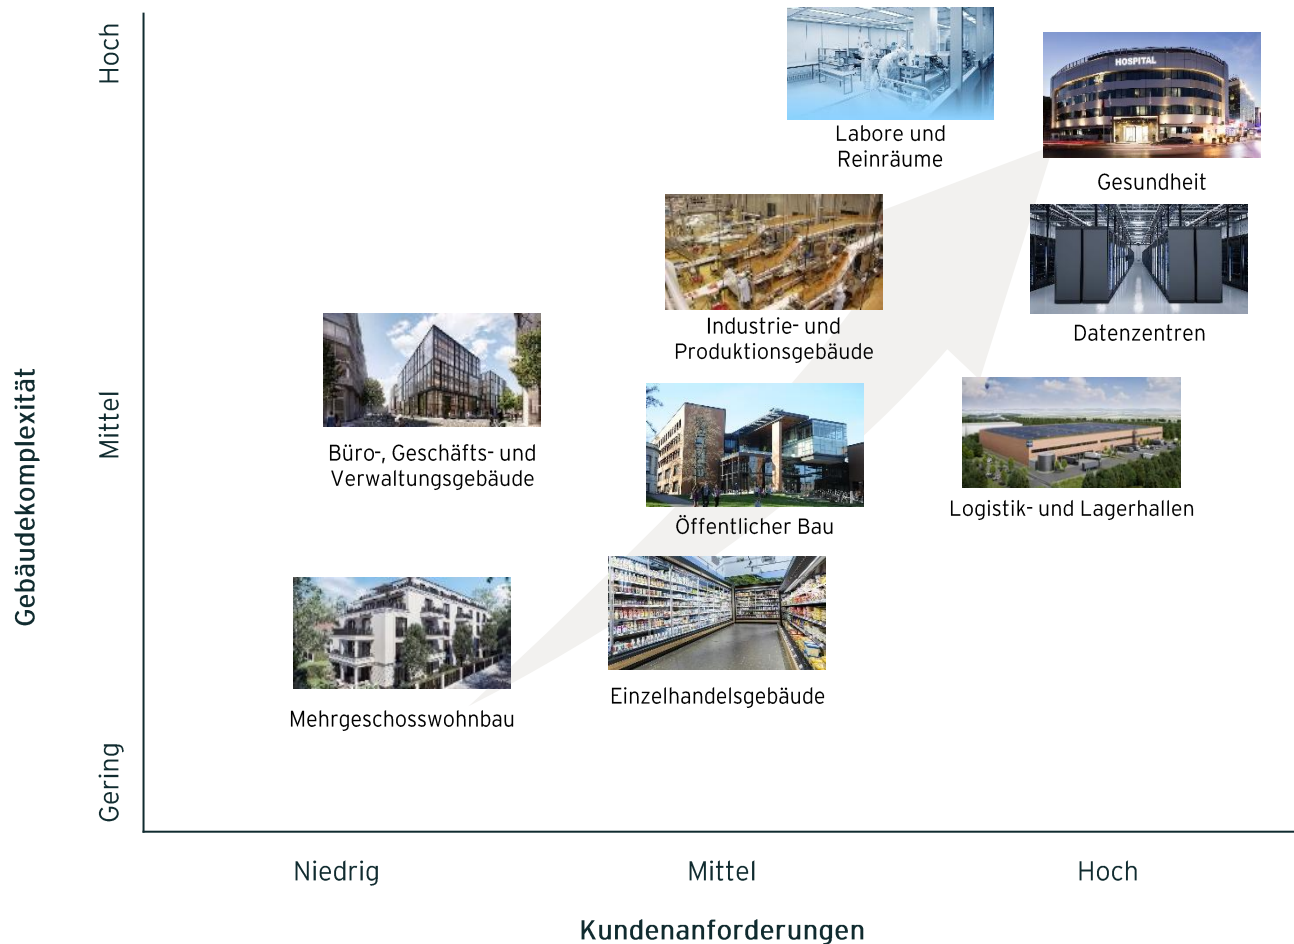 Hoch
HOSPITAL
Labore und
Reinräume
Gesundheit
Industrie- und
Produktionsgebäude
Datenzentren
Gebäudekomplexität
Mittel
Büro-, Geschäfts- und
Verwaltungsgebäude
Öffentlicher Bau
Logistik- und Lagerhallen
Einzelhandelsgebäude
Mehrgeschosswohnbau
Gering
Niedrig
Mittel
Hoch
Kundenanforderungen